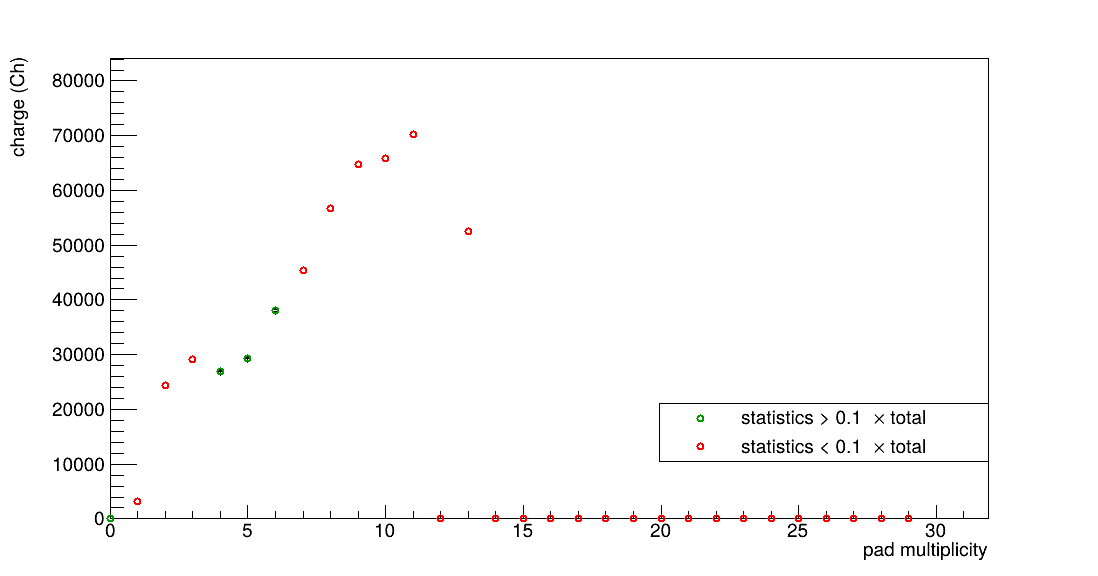 charge (Ch)
80000
70000
60000
50000
40000
30000
20000
10000
0
statistics > 0.1 × total
statistics < 0.1 × total
0 5 10 15 20 25 30
pad multiplicity